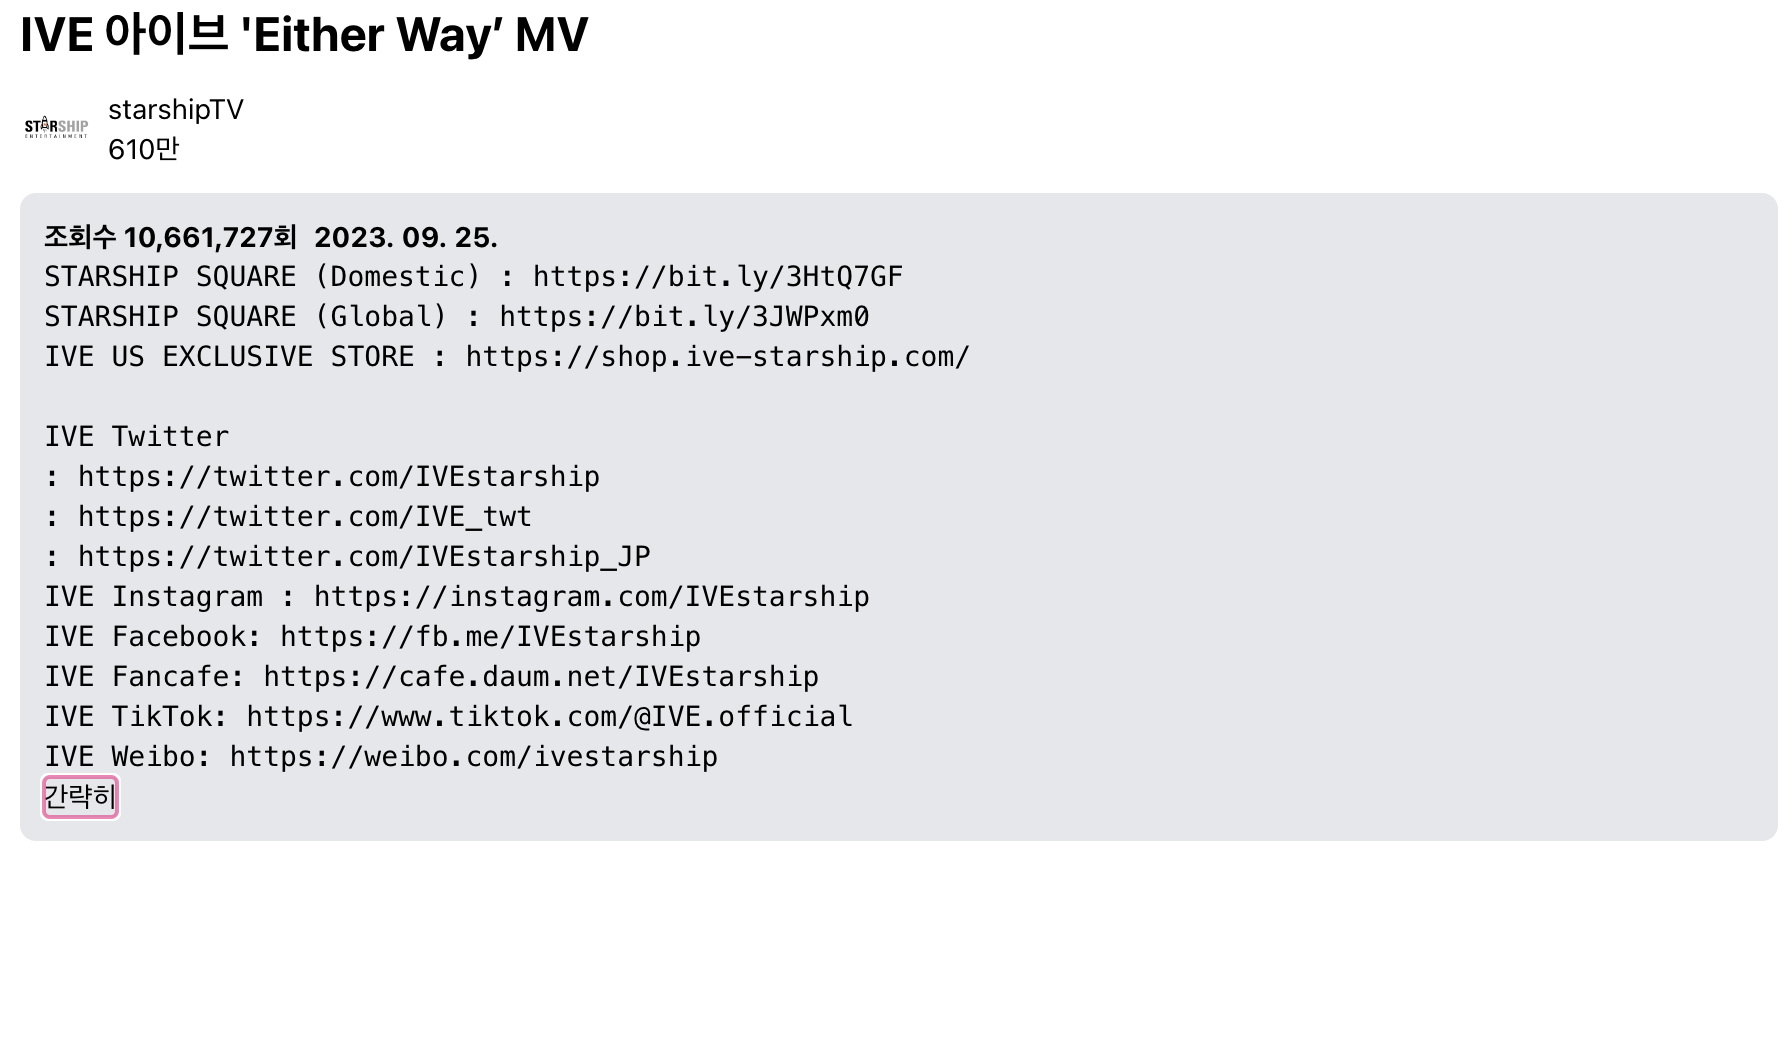 IVE 아이브 'Either Way’ MV
STARSHIP
ENTERTAINMENT
starshipTV
610만
조회수 10,661,727회 2023. 09. 25.
STARSHIP SQUARE (Domestic) : https://bit.ly/3HtQ7GF
STARSHIP SQUARE (Global) : https://bit.ly/3JWPxm0
IVE US EXCLUSIVE STORE : https://shop.ive-starship.com/
IVE Twitter
: https://twitter.com/IVEstarship
: https://twitter.com/IVE_twt
: https://twitter.com/IVEstarship_JP
IVE Instagram : https://instagram.com/IVEstarship
IVE Facebook: https://fb.me/IVEstarship
IVE Fancafe: https://cafe.daum.net/IVEstarship
IVE TikTok: https://www.tiktok.com/@IVE.official
IVE Weibo: https://weibo.com/ivestarship
간략히